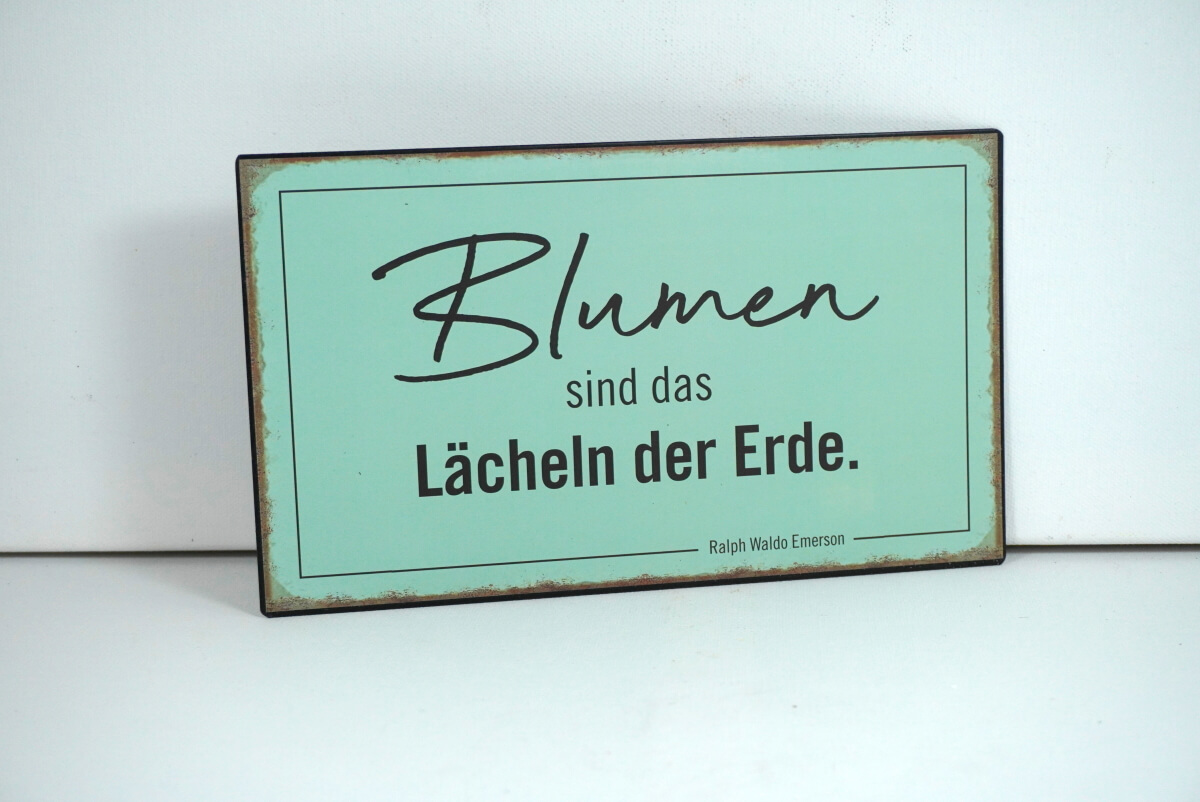 Blumen
sind das
Lächeln der Erde.
Ralph Waldo Emerson